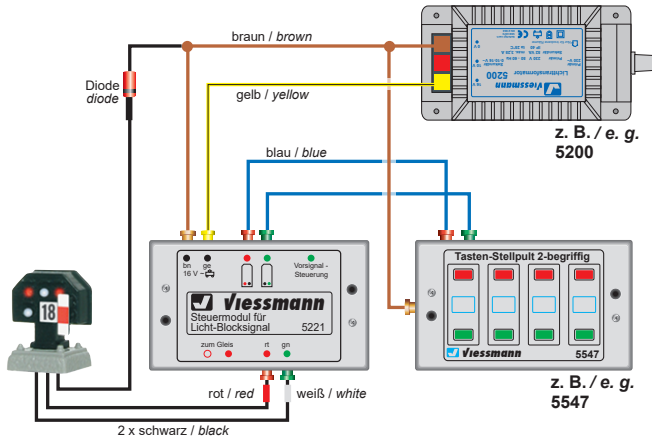 braun / brown
Diode
diode
gelb / yellow
Viessmann
Lichttransformator
5200
z. B. / e. g.
5200
blau / blue
bn
ge
16 V ~
Vorsignal -
Steuerung
Viessmann
Steuermodul für
Licht-Blocksignal 5221
zum Gleis
rt
gn
Tasten-Stellpult 2-begriffig
Viessmann 5547
z. B. / e. g.
5547
18
rot / red
weiß / white
2 x schwarz / black